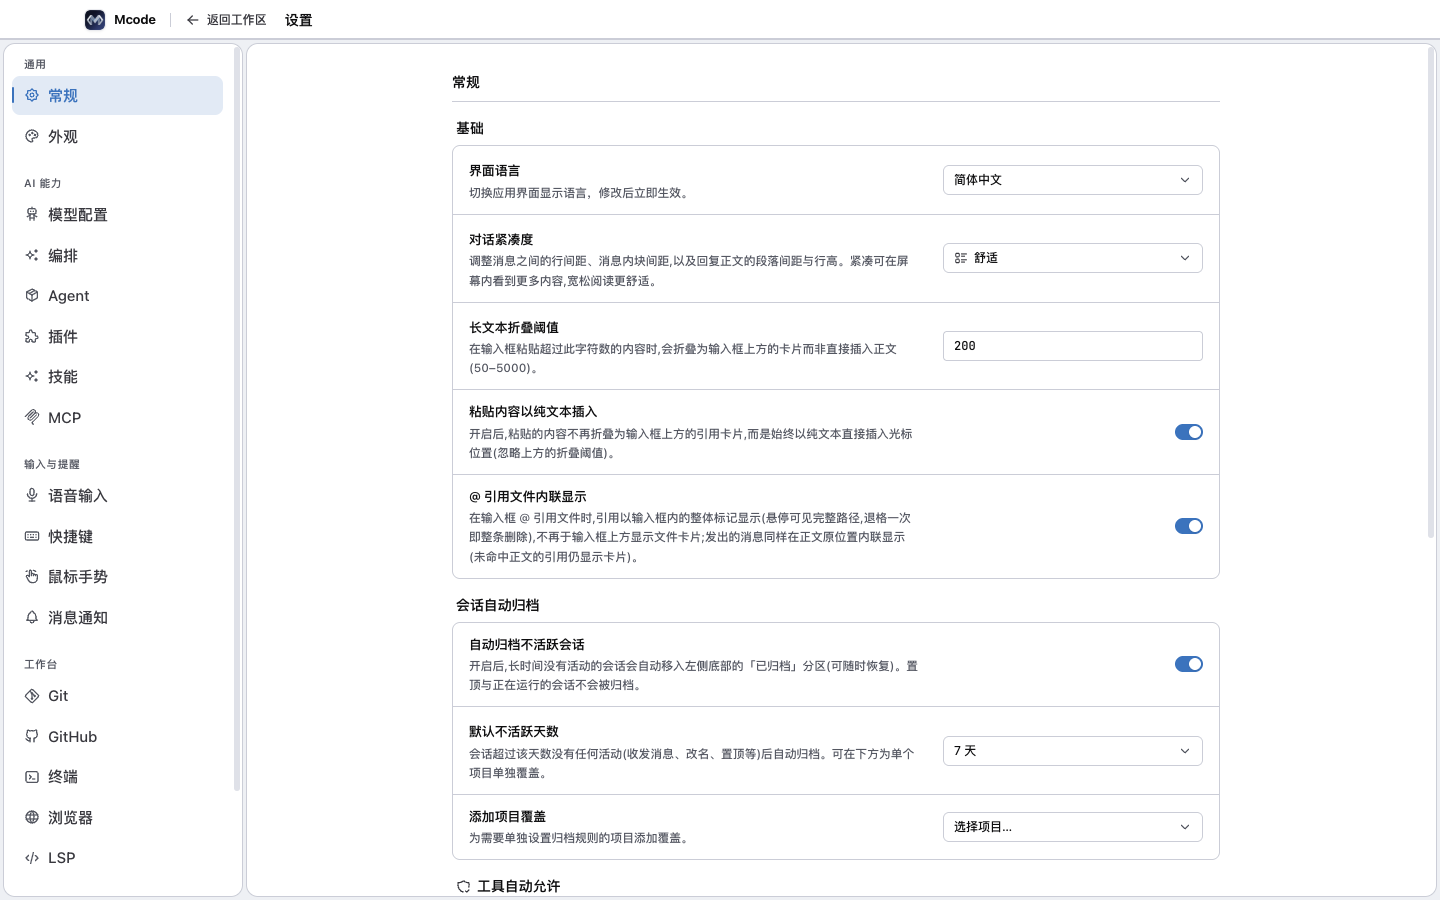 Mcode
返回工作区
设置
通用
常规
外观
AI 能力
模型配置
编排
Agent
插件
技能
MCP
输入与提醒
语音输入
快捷键
鼠标手势
消息通知
工作台
Git
GitHub
终端
浏览器
LSP
常规
基础
界面语言
切换应用界面显示语言，修改后立即生效。
简体中文
对话紧凑度
调整消息之间的行间距、消息内块间距,以及回复正文的段落间距与行高。紧凑可在屏
幕内看到更多内容,宽松阅读更舒适。
舒适
长文本折叠阈值
在输入框粘贴超过此字符数的内容时,会折叠为输入框上方的卡片而非直接插入正文
(50–5000)。
200
粘贴内容以纯文本插入
开启后,粘贴的内容不再折叠为输入框上方的引用卡片,而是始终以纯文本直接插入光标
位置(忽略上方的折叠阈值)。
@ 引用文件内联显示
在输入框 @ 引用文件时,引用以输入框内的整体标记显示(悬停可见完整路径,退格一次
即整条删除),不再于输入框上方显示文件卡片;发出的消息同样在正文原位置内联显示
(未命中正文的引用仍显示卡片)。
会话自动归档
自动归档不活跃会话
开启后,长时间没有活动的会话会自动移入左侧底部的「已归档」分区(可随时恢复)。置
顶与正在运行的会话不会被归档。
默认不活跃天数
会话超过该天数没有任何活动(收发消息、改名、置顶等)后自动归档。可在下方为单个
项目单独覆盖。
7 天
添加项目覆盖
为需要单独设置归档规则的项目添加覆盖。
选择项目...
工具自动允许